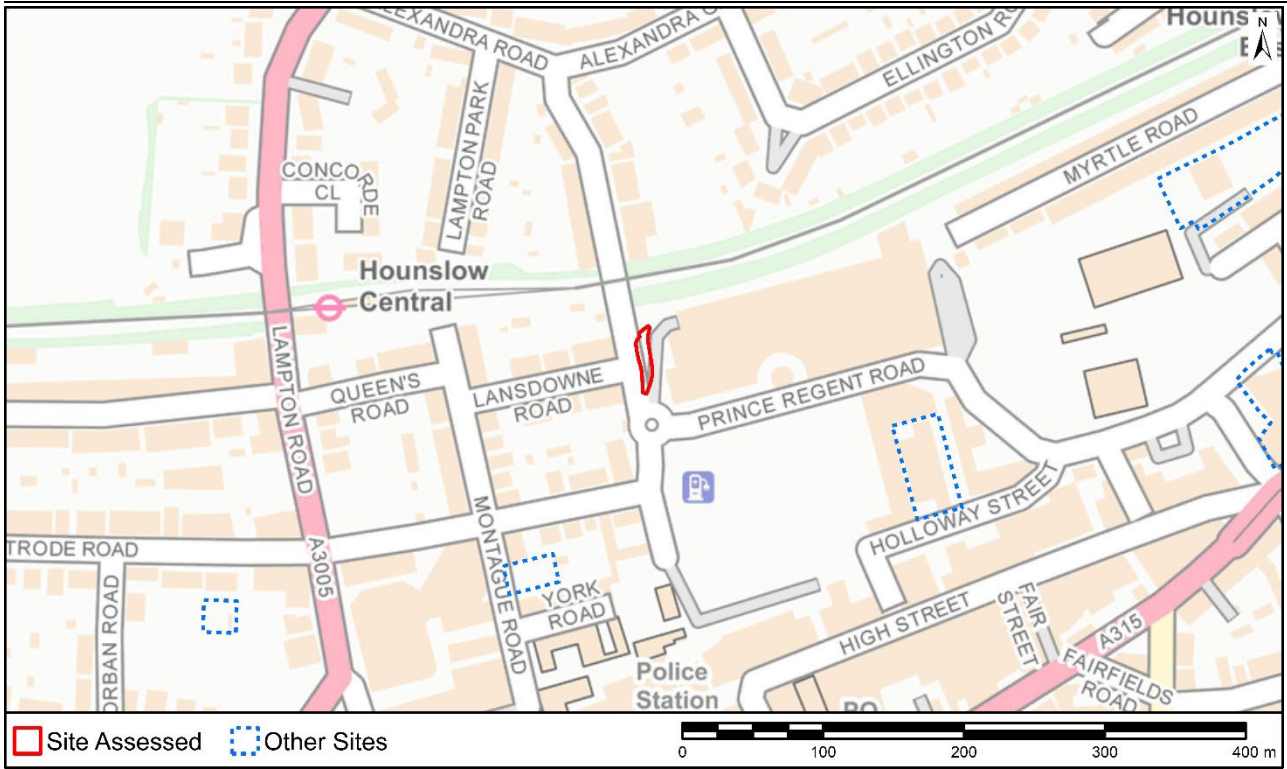 ALEXANDRA ROAD
ALEXANDRA
ELLINGTON
Hounslow
N
LAMPTON PARK
ROAD
MYRTLE ROAD
CONCORDE
CL
Hounslow
Central
LAMPTON ROAD
QUEEN'S
ROAD
LANSDOWNE
ROAD
PRINCE REGENT ROAD
MONTAGUE ROAD
HOLLOWAY STREET
TRODE ROAD
A3005
YORK
ROAD
HIGH STREET
FAIR
STREET
A315
FAIRFIELDS
ROAD
ORBAN ROAD
Police
Station
PO
Site Assessed
Other Sites
0 100 200 300 400 m